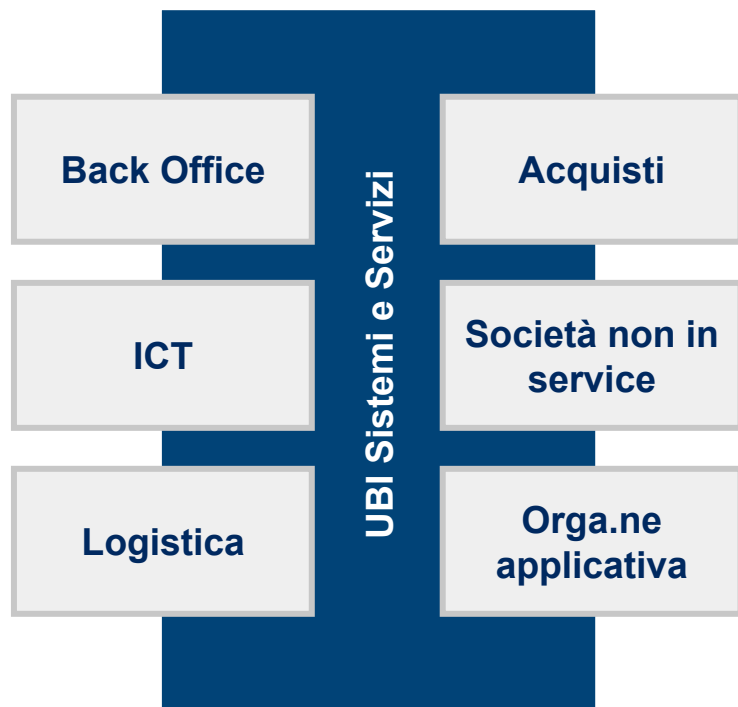 Back Office
Acquisti
ICT
Società non in
service
Logistica
Orga.ne
applicativa
UBI Sistemi e Servizi